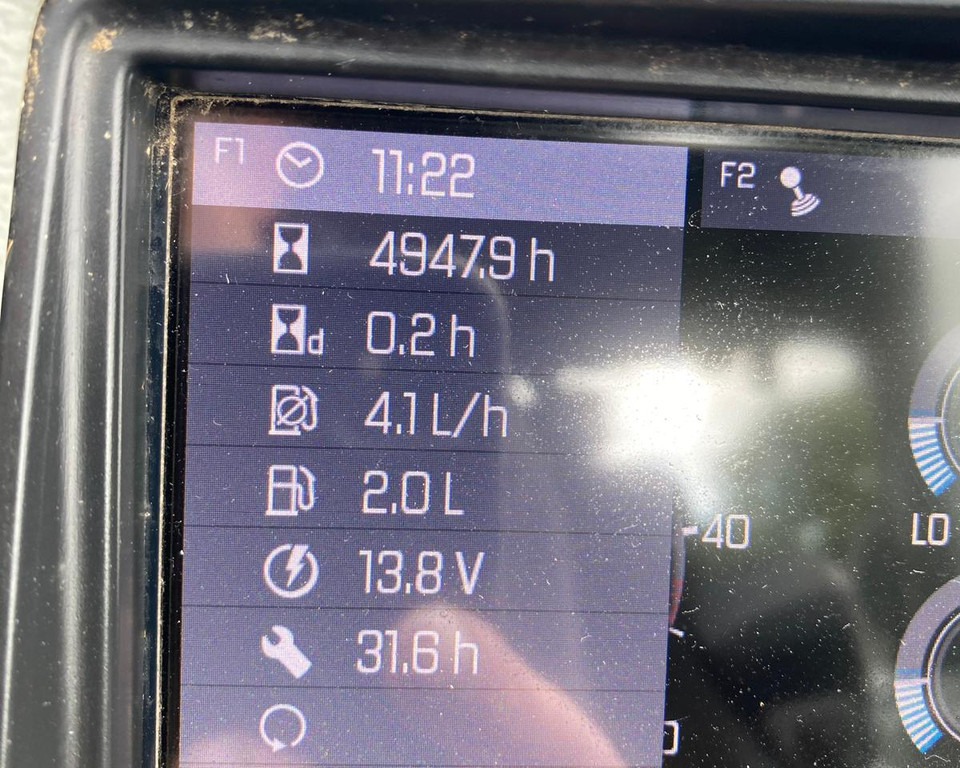 F1 11:22
F2
4947.9 h
d 0.2 h
4.1 L/h
2.0 L
40
LO
13.8 V
31.6 h